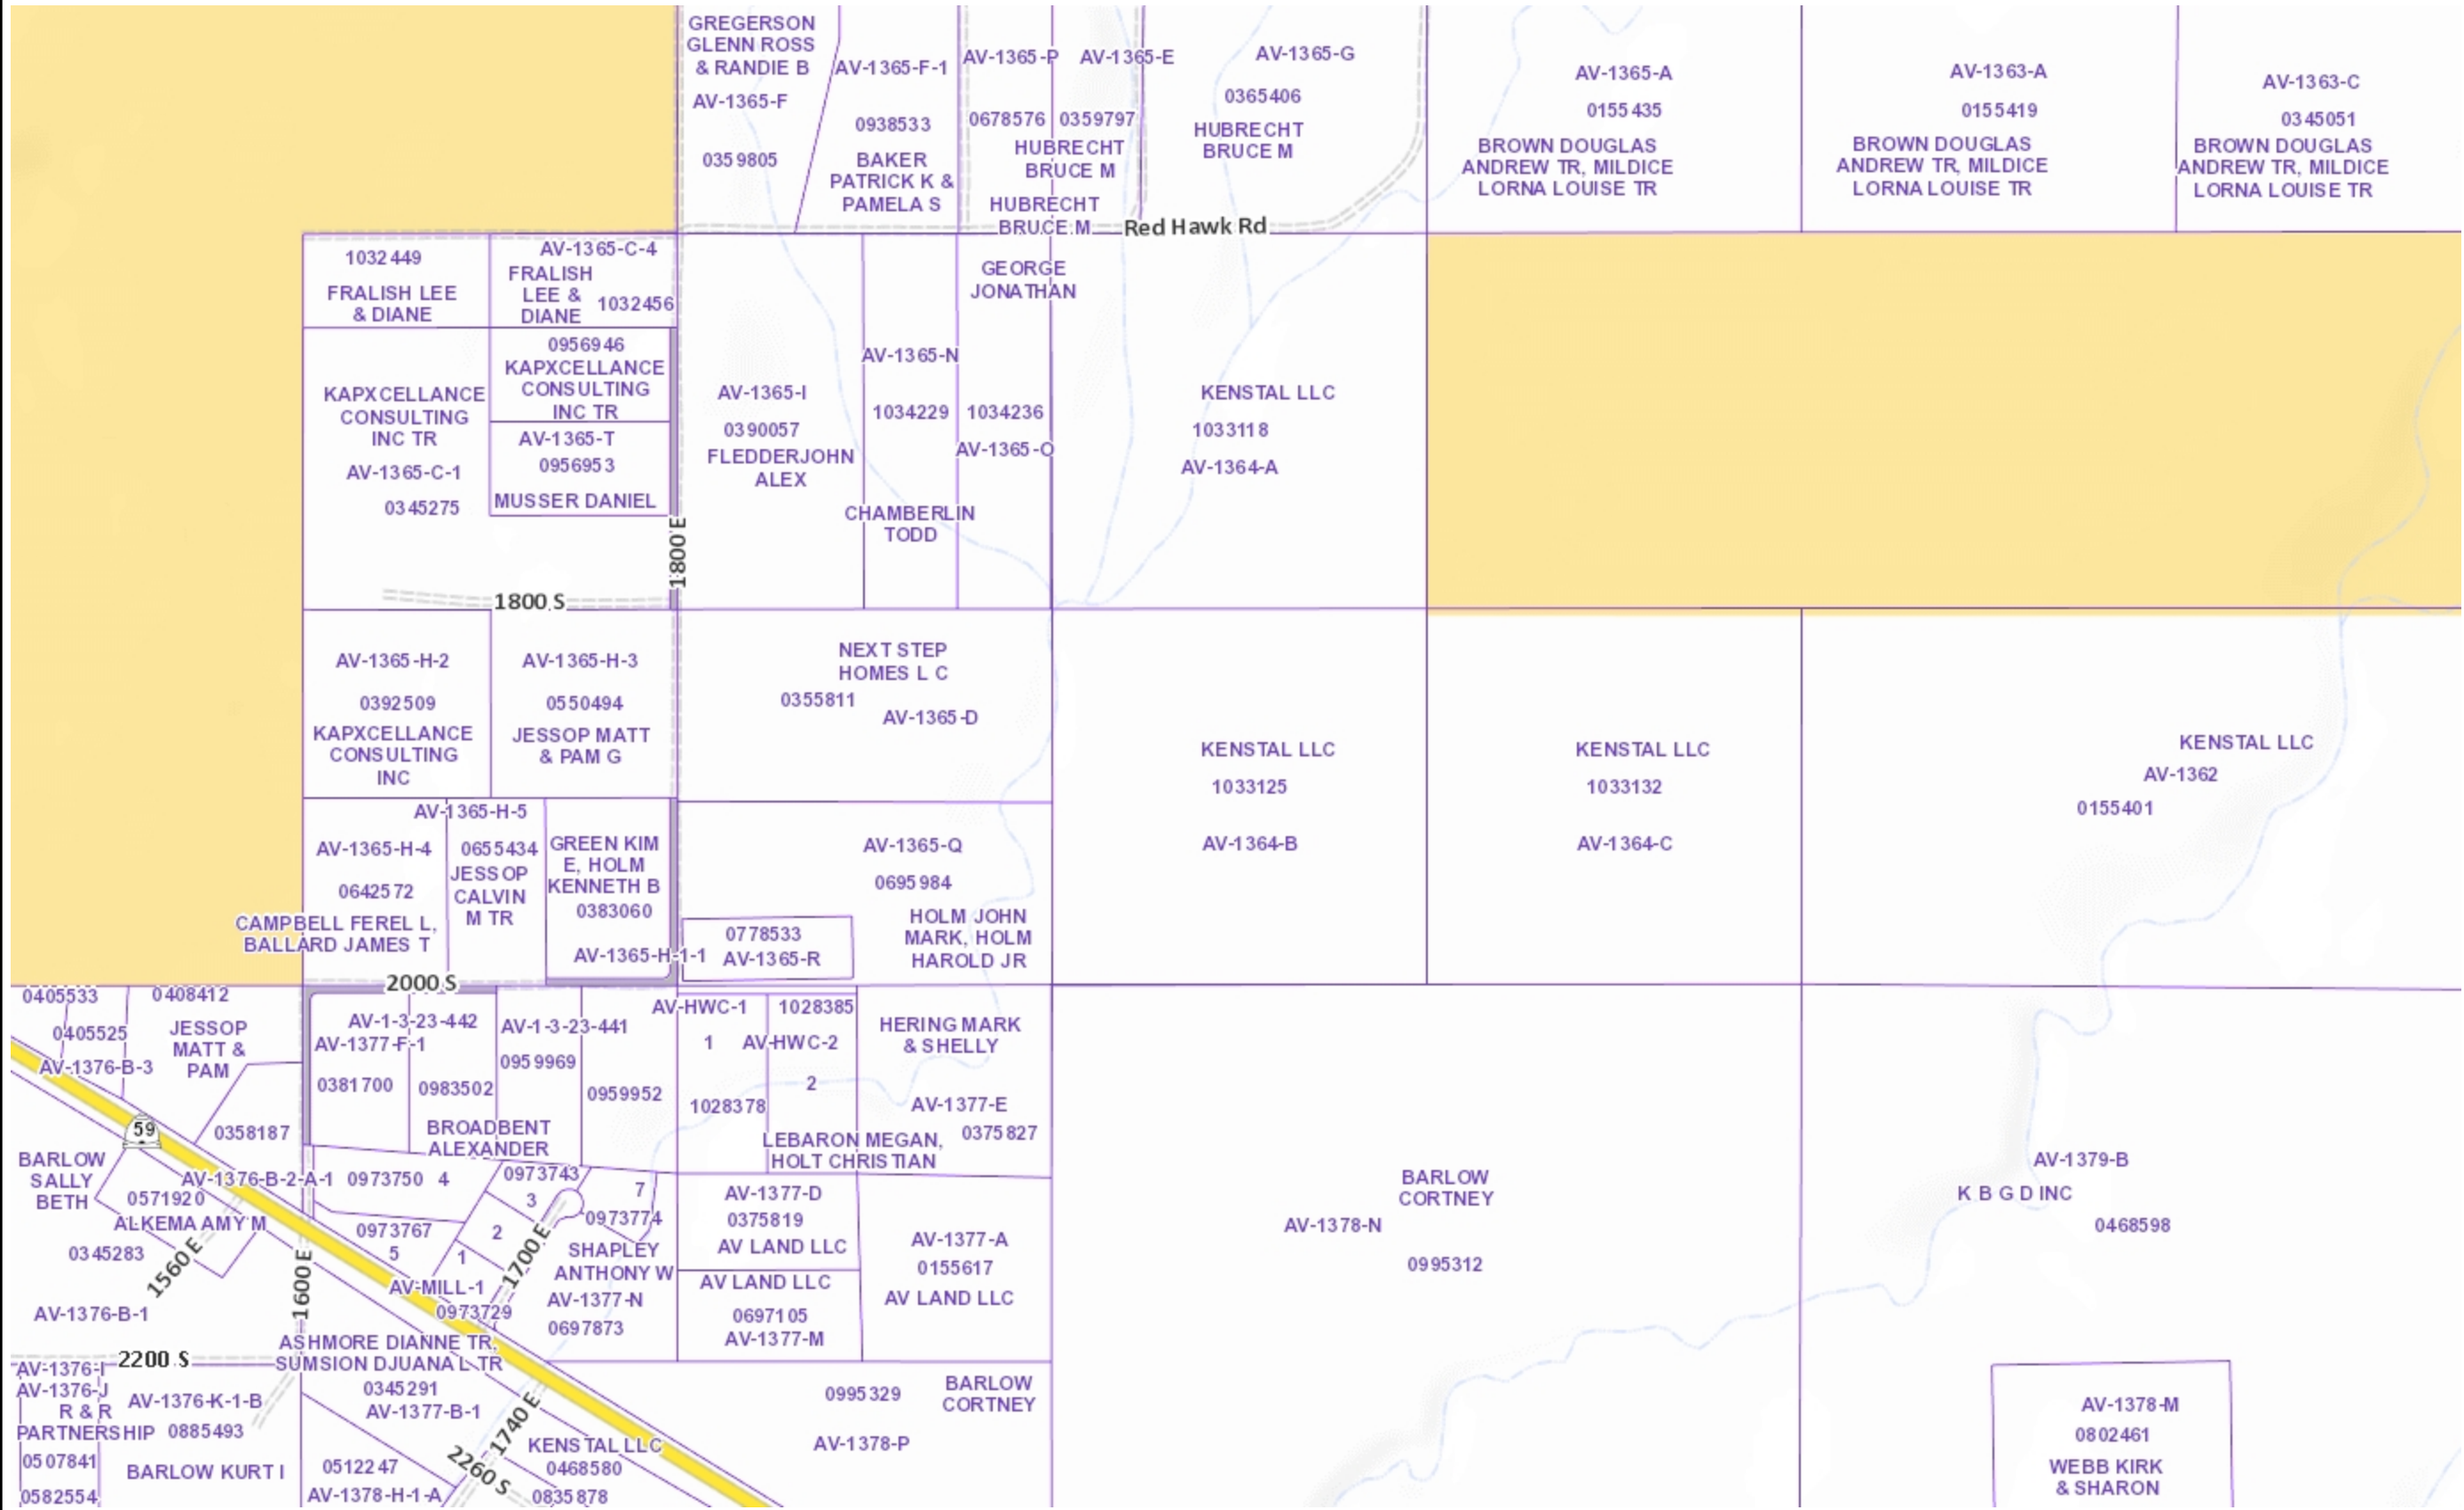 GREGERSON
GLENN ROSS
& RANDIE B
AV-1365-F
0359805
AV-1365-F-1
0938533
BAKER
PATRICK K &
PAMELA S
AV-1365-P
0678576
HUBRECHT
BRUCE M
AV-1365-E
0359797
HUBRECHT
BRUCE M
AV-1365-G
0365406
HUBRECHT
BRUCE M
AV-1365-A
0155435
BROWN DOUGLAS
ANDREW TR, MILDICE
LORNA LOUISE TR
AV-1363-A
0155419
BROWN DOUGLAS
ANDREW TR, MILDICE
LORNA LOUISE TR
AV-1363-C
0345051
BROWN DOUGLAS
ANDREW TR, MILDICE
LORNA LOUISE TR
Red Hawk Rd
1032449
FRALISH LEE
& DIANE
AV-1365-C-4
FRALISH
LEE &
DIANE
1032456
KAPXCELLANCE
CONSULTING
INC TR
AV-1365-C-1
0345275
0956946
KAPXCELLANCE
CONSULTING
INC TR
AV-1365-T
0956953
MUSSER DANIEL
1800 E
AV-1365-I
0390057
FLEDDERJOHN
ALEX
AV-1365-N
1034229
CHAMBERLIN
TODD
GEORGE
JONATHAN
1034236
AV-1365-O
KENSTAL LLC
1033118
AV-1364-A
1800 S
AV-1365-H-2
0392509
KAPXCELLANCE
CONSULTING
INC
AV-1365-H-3
0550494
JESSOP MATT
& PAM G
NEXT STEP
HOMES L C
0355811
AV-1365-D
KENSTAL LLC
1033125
AV-1364-B
KENSTAL LLC
1033132
AV-1364-C
KENSTAL LLC
AV-1362
0155401
AV-1365-H-5
AV-1365-H-4
0642572
CAMPBELL FEREL L,
BALLARD JAMES T
0655434
JESSOP
CALVIN
M TR
GREEN KIM
E, HOLM
KENNETH B
0383060
AV-1365-H-1-1
AV-1365-Q
0695984
HOLM JOHN
MARK, HOLM
HAROLD JR
0778533
AV-1365-R
2000 S
0405533
0408412
0405525
JESSOP
MATT &
PAM
AV-1376-B-3
0358187
59
AV-1-3-23-442
AV-1377-F-1
0381700
0983502
AV-1-3-23-441
0959969
0959952
BROADBENT
ALEXANDER
AV-HWC-1
1
1028378
1028385
AV-HWC-2
2
LEBARON MEGAN,
HOLT CHRISTIAN
HERING MARK
& SHELLY
AV-1377-E
0375827
BARLOW
SALLY
BETH
AV-1376-B-2-A-1
0571920
ALKEMA AMY M
0345283
1560 E
1600 E
AV-1376-B-1
0973750 4
0973743
3
7
0973774
0973767
5
2
1
1700 E
AV-MILL-1
0973729
SHAPLEY
ANTHONY W
AV-1377-N
0697873
AV-1377-D
0375819
AV LAND LLC
AV LAND LLC
0697105
AV-1377-M
AV-1377-A
0155617
AV LAND LLC
BARLOW
CORTNEY
AV-1378-N
0995312
AV-1379-B
K B G D INC
0468598
2200 S
ASHMORE DIANNE TR,
SUMSION DJUANA L TR
0345291
AV-1377-B-1
AV-1376-I
AV-1376-J
R & R
PARTNERSHIP
0507841
0582554
AV-1376-K-1-B
0885493
BARLOW KURT I
0512247
AV-1378-H-1-A
1740 E
2260 S
KENSTAL LLC
0468580
0835878
0995329
BARLOW
CORTNEY
AV-1378-P
AV-1378-M
0802461
WEBB KIRK
& SHARON